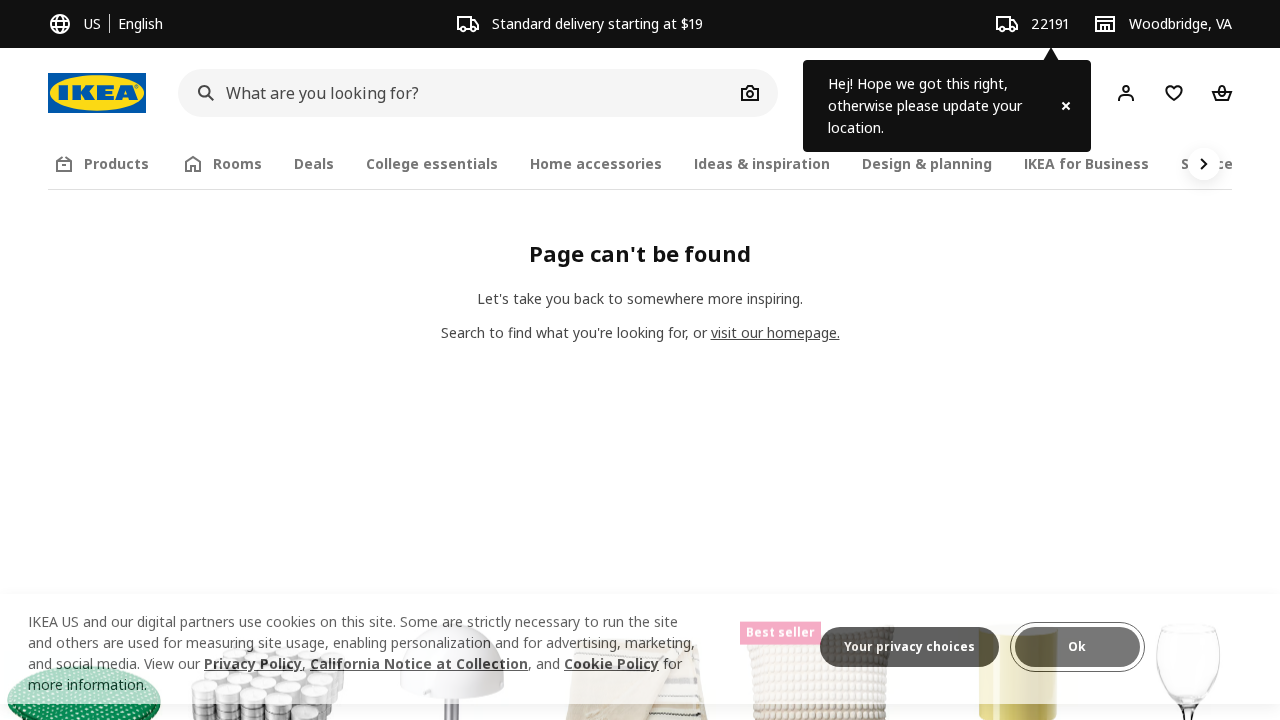 US English
Standard delivery starting at $19
22191
Woodbridge, VA
IKEA
What are you looking for?
Hej! Hope we got this right,
otherwise please update your
location.
Products
Rooms
Deals
College essentials
Home accessories
Ideas & inspiration
Design & planning
IKEA for Business
Page can't be found
Let's take you back to somewhere more inspiring.
Search to find what you're looking for, or visit our homepage.
IKEA US and our digital partners use cookies on this site. Some are strictly necessary to run the site
and others are used for measuring site usage, enabling personalization and for advertising, marketing,
and social media. View our Privacy Policy, California Notice at Collection, and Cookie Policy for
more information.
Best seller
Your privacy choices
Ok